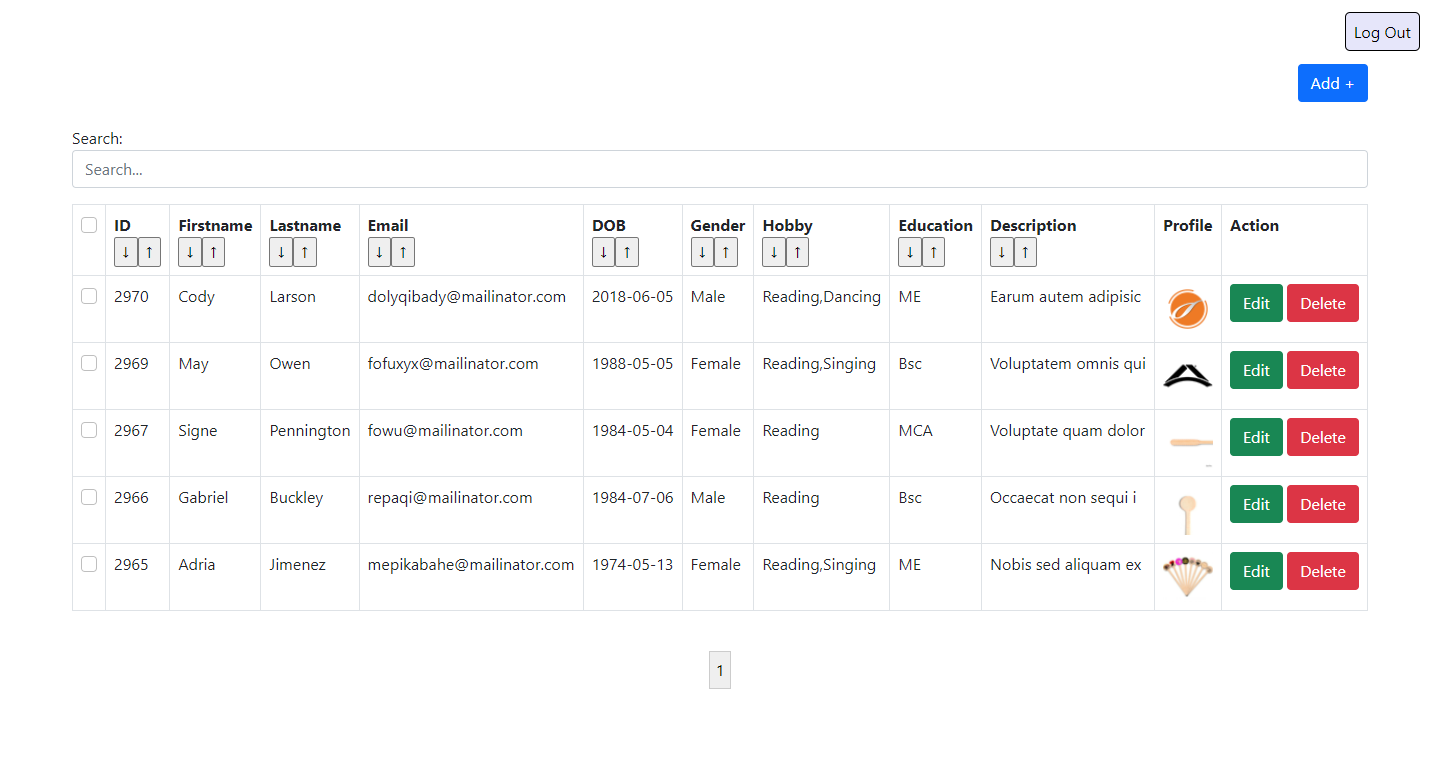 Log Out
Add +
Search:
Search...
ID Firstname Lastname Email DOB Gender Hobby Education Description Profile Action
↓ ↑ ↓ ↑ ↓ ↑ ↓ ↑ ↓ ↑ ↓ ↑ ↓ ↑ ↓ ↑ ↓ ↑
2970 Cody Larson dolyqibady@mailinator.com 2018-06-05 Male Reading,Dancing ME Earum autem adipisic Edit Delete
2969 May Owen fofuxyx@mailinator.com 1988-05-05 Female Reading,Singing Bsc Voluptatem omnis qui Edit Delete
2967 Signe Pennington fowu@mailinator.com 1984-05-04 Female Reading MCA Voluptate quam dolor Edit Delete
2966 Gabriel Buckley repaqi@mailinator.com 1984-07-06 Male Reading Bsc Occaecat non sequi i Edit Delete
2965 Adria Jimenez mepikabahe@mailinator.com 1974-05-13 Female Reading,Singing ME Nobis sed aliquam ex Edit Delete
1